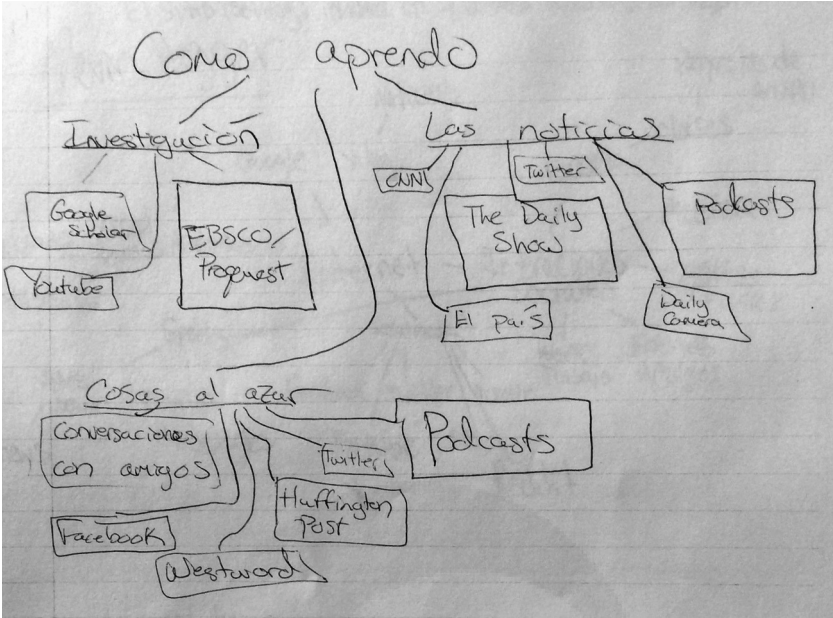 Como aprendo
Investigación
Las noticias
Google
Scholar
Youtube
EBSCO/
Proquest
CNN
Twitter
The Daily
Show
Podcasts
El país
Daily
Camera
Cosas al azar
Conversaciones
con amigos
Facebook
Westword
Huffington
Post
Twitter
Podcasts